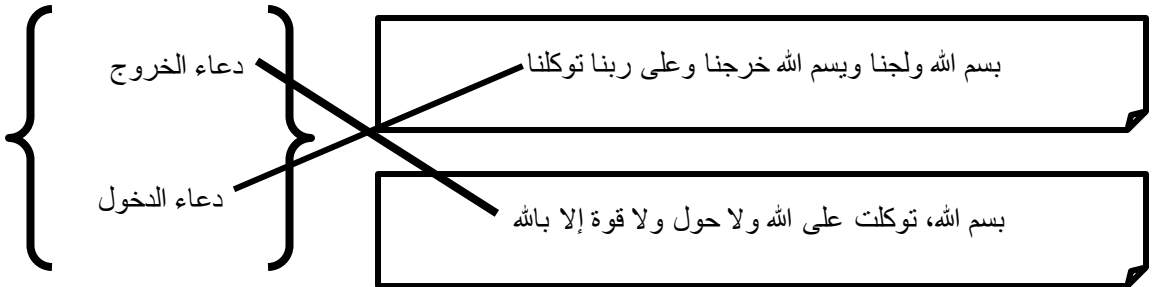 بسم الله ولجنا ويسم الله خرجنا وعلى ربنا توكلنا
دعاء الخروج
بسم الله، توكلت على الله ولا حول ولا قوة إلا بالله
دعاء الدخول